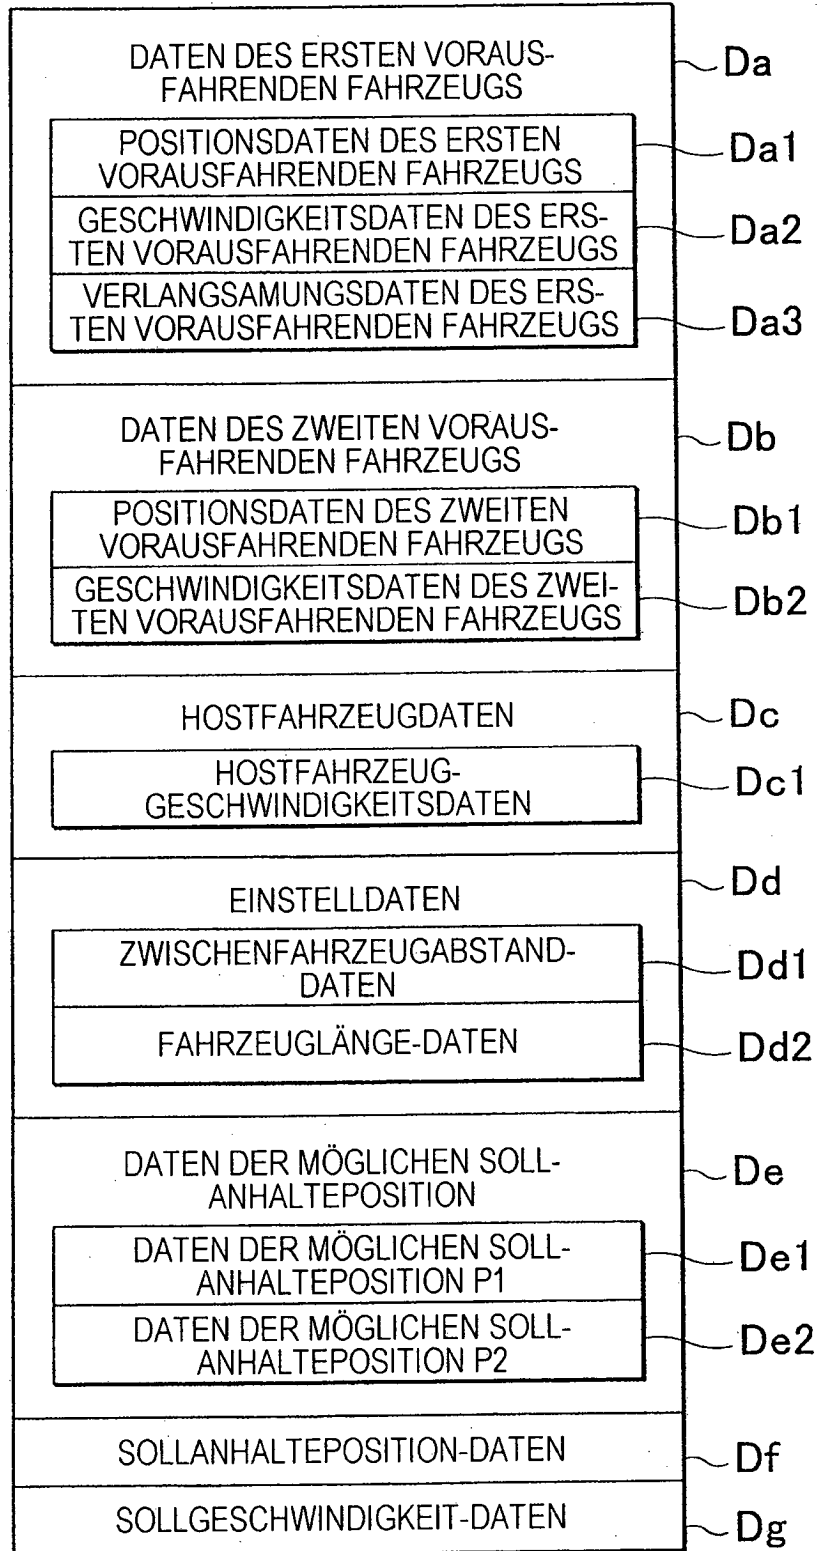 DATEN DES ERSTEN VORAUS-
FAHRENDEN FAHRZEUGS
Da
POSITIONSDATEN DES ERSTEN
VORAUSFAHRENDEN FAHRZEUGS
Da1
GESCHWINDIGKEITSDATEN DES ERS-
TEN VORAUSFAHRENDEN FAHRZEUGS
Da2
VERLANGSAMUNGSDATEN DES ERS-
TEN VORAUSFAHRENDEN FAHRZEUGS
Da3
DATEN DES ZWEITEN VORAUS-
FAHRENDEN FAHRZEUGS
Db
POSITIONSDATEN DES ZWEITEN
VORAUSFAHRENDEN FAHRZEUGS
Db1
GESCHWINDIGKEITSDATEN DES ZWEI-
TEN VORAUSFAHRENDEN FAHRZEUGS
Db2
HOSTFAHRZEUGDATEN
Dc
HOSTFAHRZEUG-
GESCHWINDIGKEITSDATEN
Dc1
EINSTELLDATEN
Dd
ZWISCHENFAHRZEUGABSTAND-
DATEN
Dd1
FAHRZEUGLÄNGE-DATEN
Dd2
DATEN DER MÖGLICHEN SOLL-
ANHALTEPOSITION
De
DATEN DER MÖGLICHEN SOLL-
ANHALTEPOSITION P1
De1
DATEN DER MÖGLICHEN SOLL-
ANHALTEPOSITION P2
De2
SOLLANHALTEPOSITION-DATEN
Df
SOLLGESCHWINDIGKEIT-DATEN
Dg